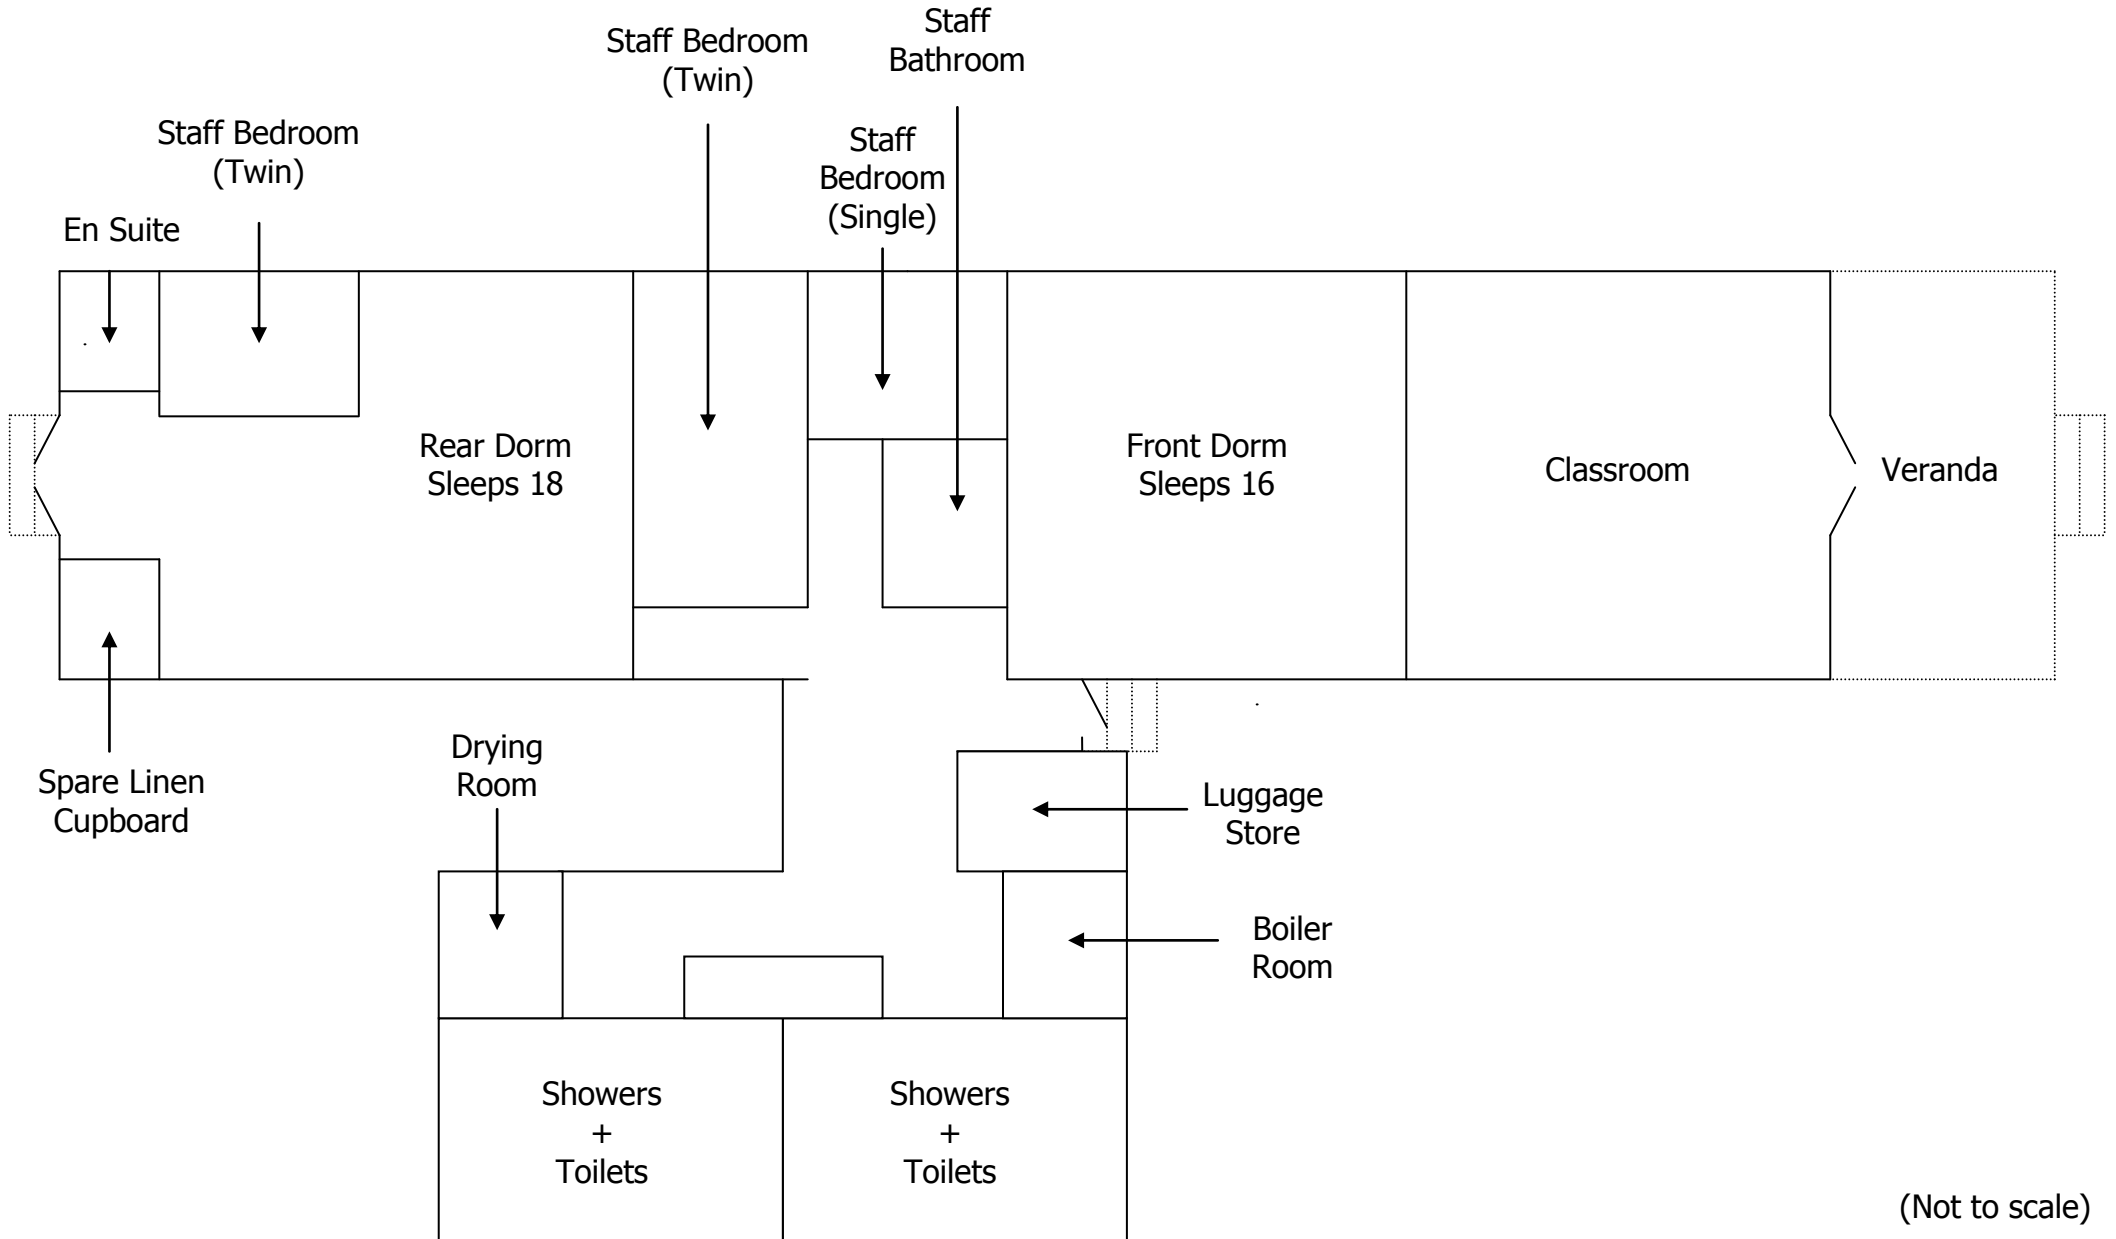 Staff
Bathroom
Staff Bedroom
(Twin)
Staff Bedroom
(Twin)
Staff
Bedroom
(Single)
En Suite
Rear Dorm
Sleeps 18
Front Dorm
Sleeps 16
Classroom
Veranda
Spare Linen
Cupboard
Drying
Room
Luggage
Store
Boiler
Room
Showers
+
Toilets
Showers
+
Toilets
(Not to scale)